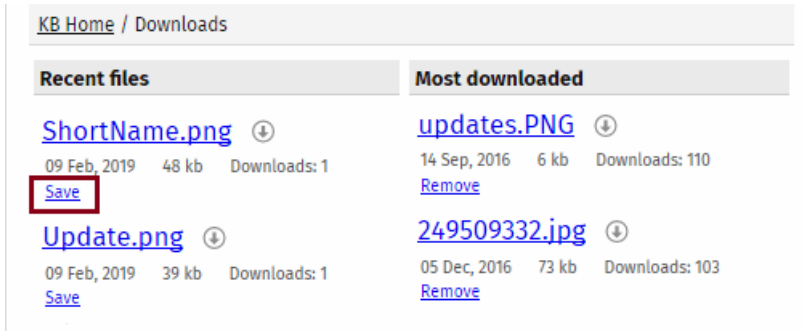 KB Home / Downloads
Recent files
ShortName.png
09 Feb, 2019 48 kb Downloads: 1
Save
Update.png
09 Feb, 2019 39 kb Downloads: 1
Save
Most downloaded
updates.PNG
14 Sep, 2016 6 kb Downloads: 110
Remove
249509332.jpg
05 Dec, 2016 73 kb Downloads: 103
Remove